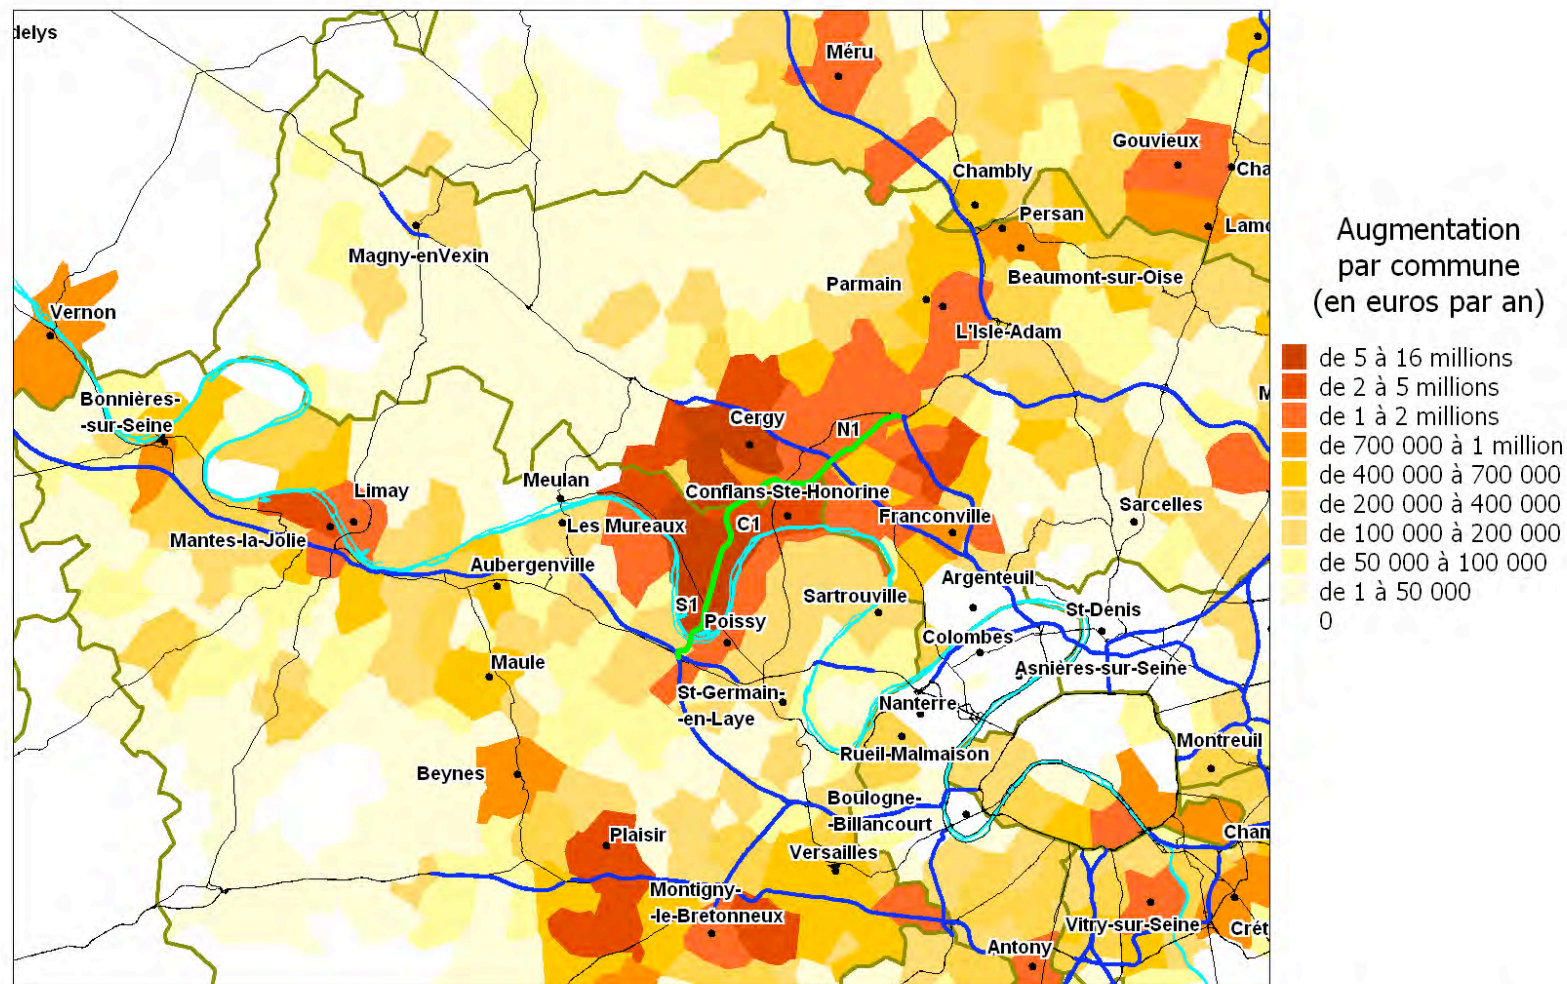 delys
Méru
Gouvieux
Cha
Chambly
Persan
Lamo
Magny-enVexin
Beaumont-sur-Oise
Parmain
Vernon
L'Isle-Adam
Bonnières-
-sur-Seine
M
Cergy
N1
Meulan
Limay
Conflans-Ste-Honorine
Sarcelles
Les Mureaux
C1
Franconville
Mantes-la-Jolie
Aubergenville
Argenteuil
Sartrouville
S1
Poissy
St-Denis
Colombes
Maule
Asnières-sur-Seine
St-Germain-
-en-Laye
Nanterre
Montreuil
Rueil-Malmaison
Beynes
Boulogne-
-Billancourt
Plaisir
Cham
Versailles
Montigny-
-le-Bretonneux
Vitry-sur-Seine
Crét
Antony
Augmentation
par commune
(en euros par an)
de 5 à 16 millions
de 2 à 5 millions
de 1 à 2 millions
de 700 000 à 1 million
de 400 000 à 700 000
de 200 000 à 400 000
de 100 000 à 200 000
de 50 000 à 100 000
de 1 à 50 000
0